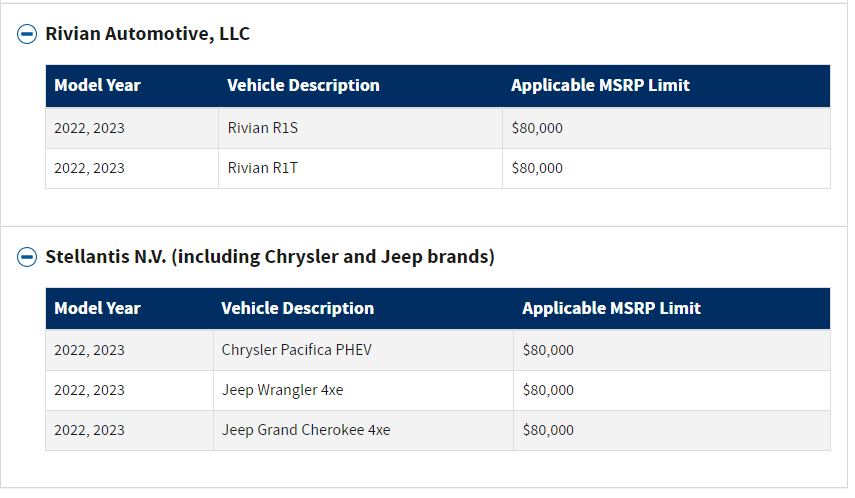 Rivian Automotive, LLC
Model Year Vehicle Description Applicable MSRP Limit
2022, 2023 Rivian R1S $80,000
2022, 2023 Rivian R1T $80,000
Stellantis N.V. (including Chrysler and Jeep brands)
Model Year Vehicle Description Applicable MSRP Limit
2022, 2023 Chrysler Pacifica PHEV $80,000
2022, 2023 Jeep Wrangler 4xe $80,000
2022, 2023 Jeep Grand Cherokee 4xe $80,000